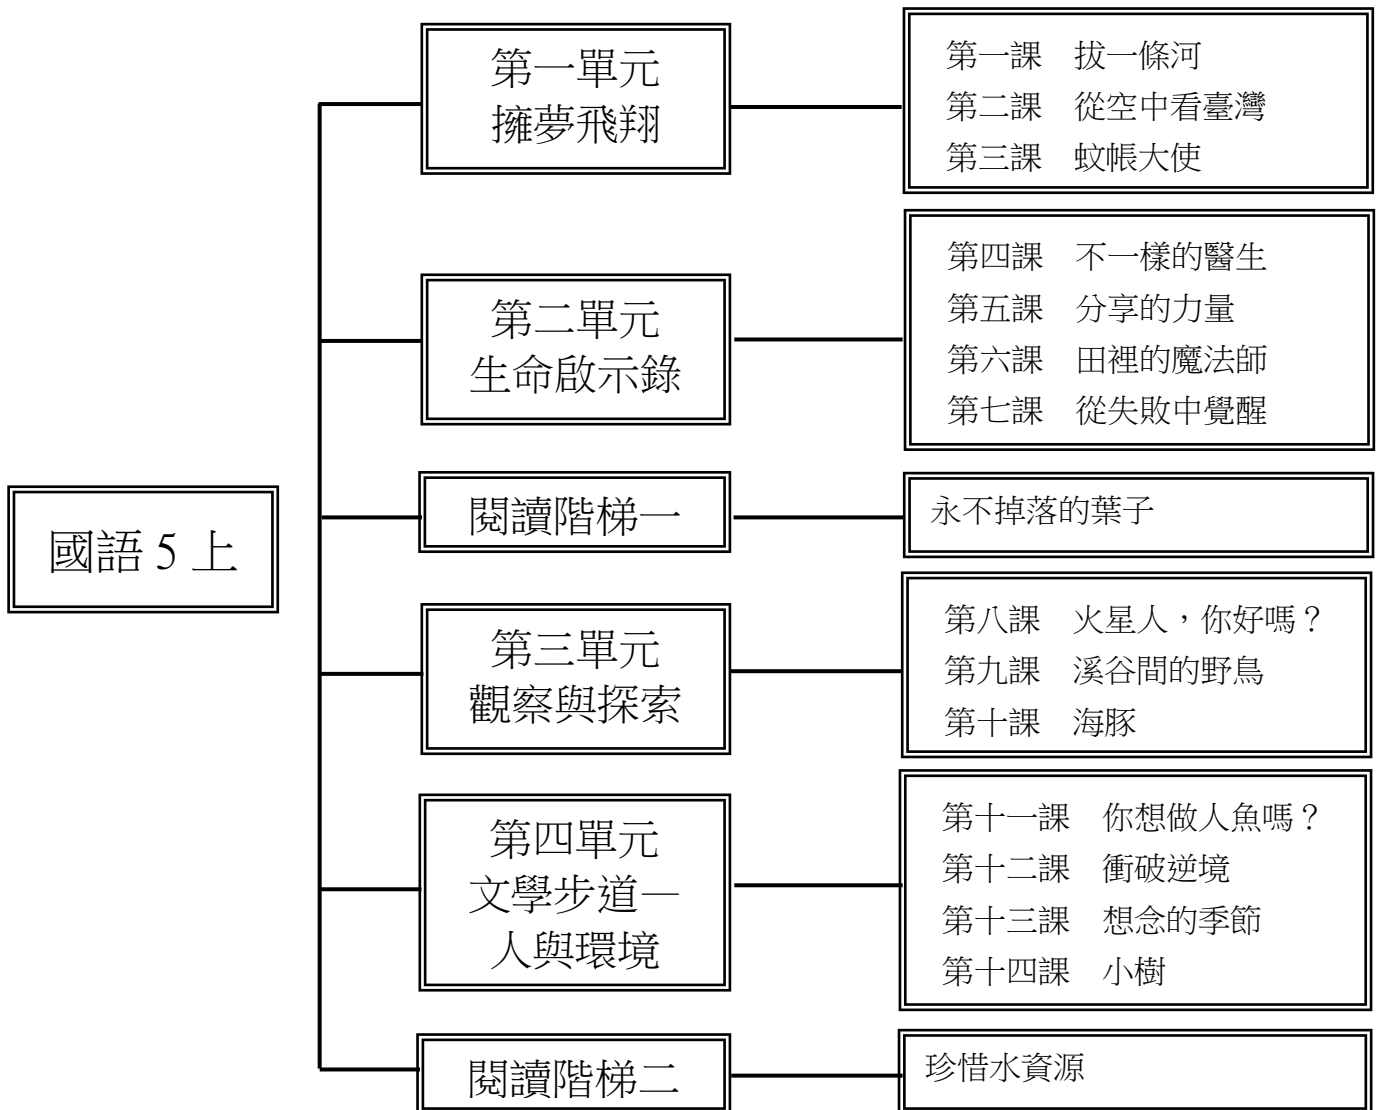 國語 5 上
第一單元
擁夢飛翔
第一課　拔一條河
第二課　從空中看臺灣
第三課　蚊帳大使
第二單元
生命啟示錄
第四課　不一樣的醫生
第五課　分享的力量
第六課　田裡的魔法師
第七課　從失敗中覺醒
閱讀階梯一
永不掉落的葉子
第三單元
觀察與探索
第八課　火星人，你好嗎？
第九課　溪谷間的野鳥
第十課　海豚
第四單元
文學步道—
人與環境
第十一課　你想做人魚嗎？
第十二課　衝破逆境
第十三課　想念的季節
第十四課　小樹
閱讀階梯二
珍惜水資源